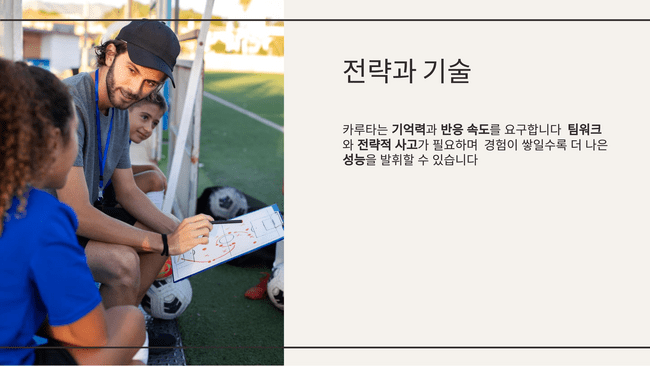 전략과 기술
카루타는 기억력과 반응 속도를 요구합니다 팀워크
와 전략적 사고가 필요하며 경험이 쌓일수록 더 나은
성능을 발휘할 수 있습니다